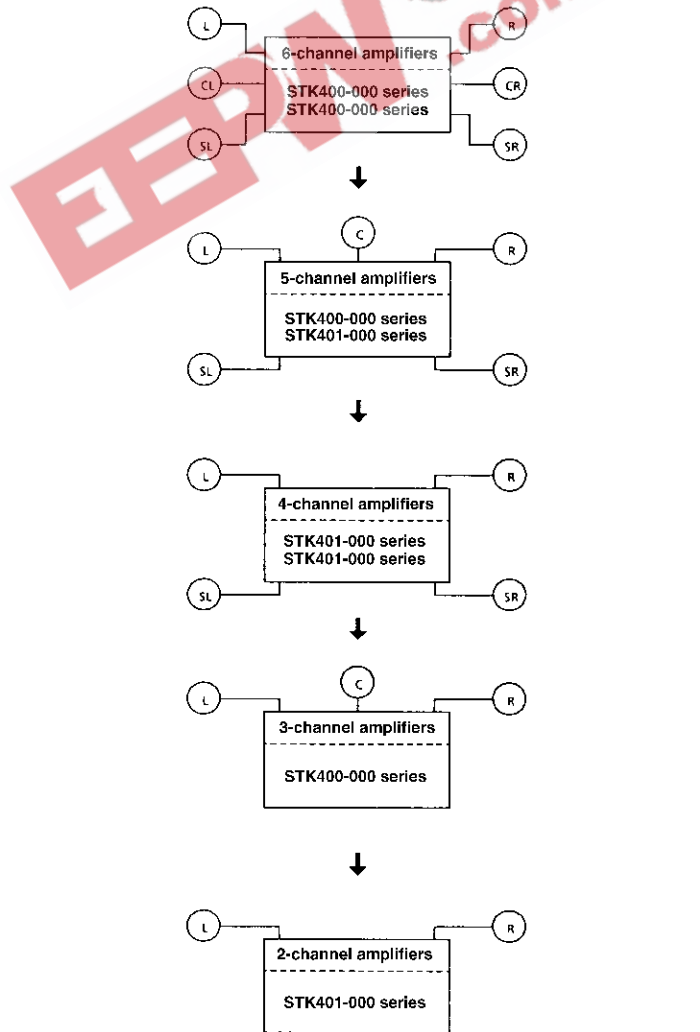 L
R
6-channel amplifiers
CL
CR
STK400-000 series
STK400-000 series
SL
SR
EEPW .com
C
L
R
5-channel amplifiers
STK400-000 series
STK401-000 series
SL
SR
L
R
4-channel amplifiers
STK401-000 series
STK401-000 series
SL
SR
C
L
R
3-channel amplifiers
STK400-000 series
L
R
2-channel amplifiers
STK401-000 series